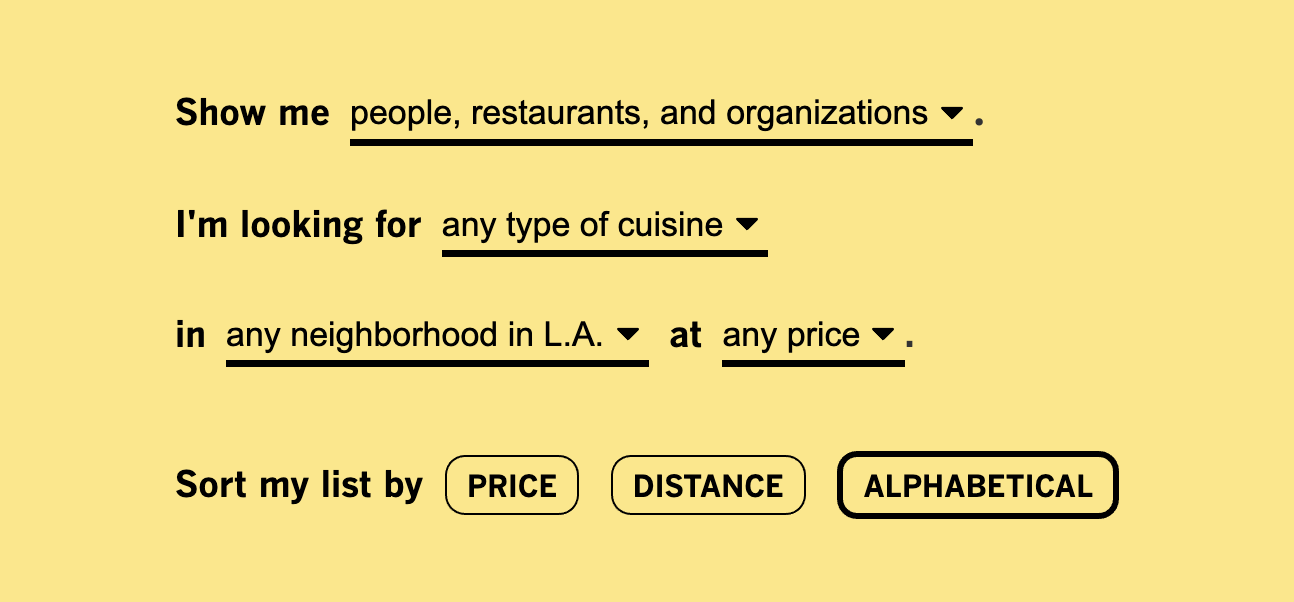 Show me people, restaurants, and organizations.
I'm looking for any type of cuisine
in any neighborhood in L.A. at any price.
Sort my list by PRICE DISTANCE ALPHABETICAL